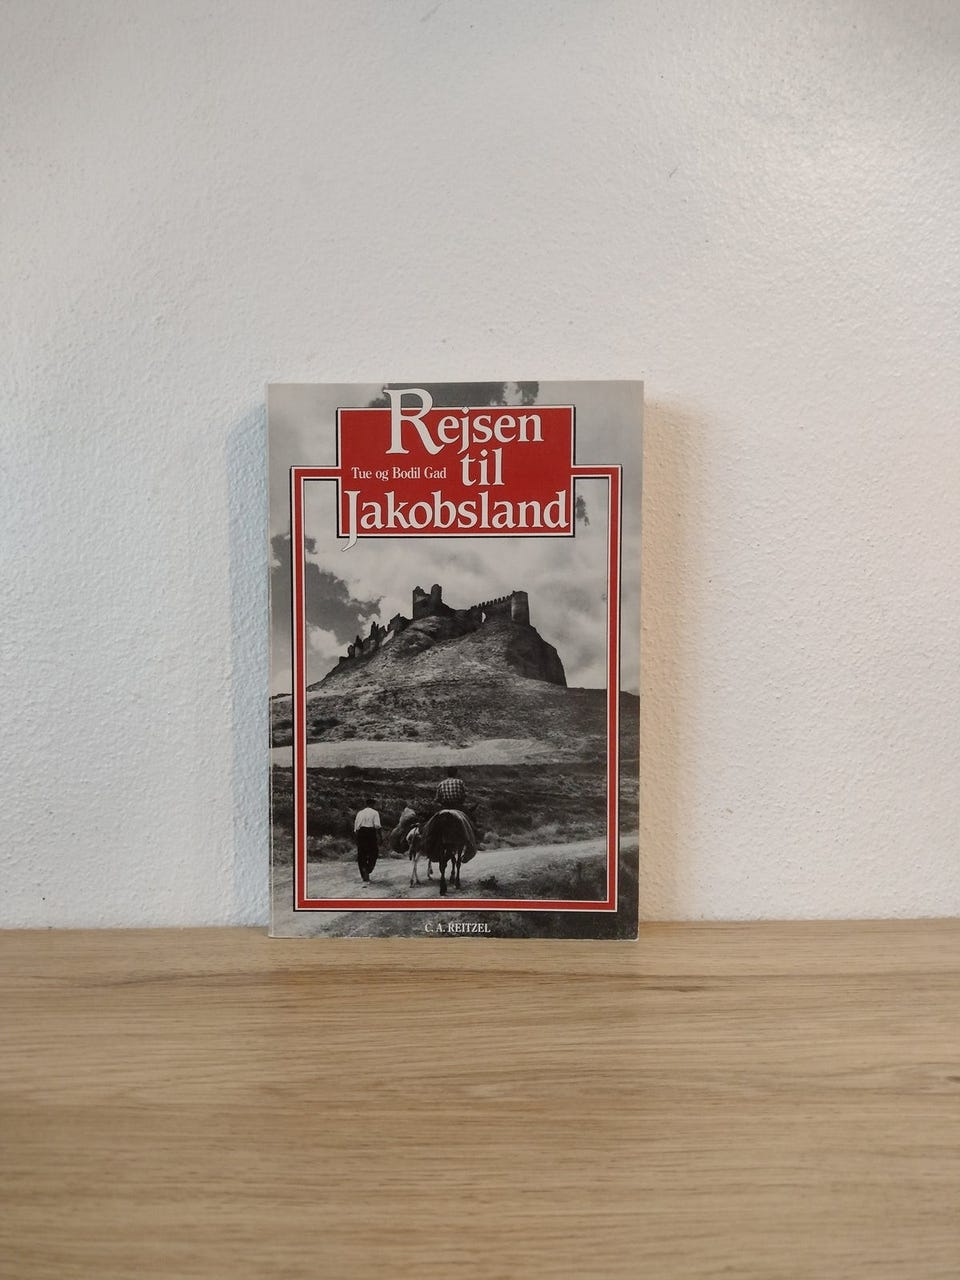 Rejsen
til
Tue og Bodil Gad
Jakobsland
C. A. REITZEL